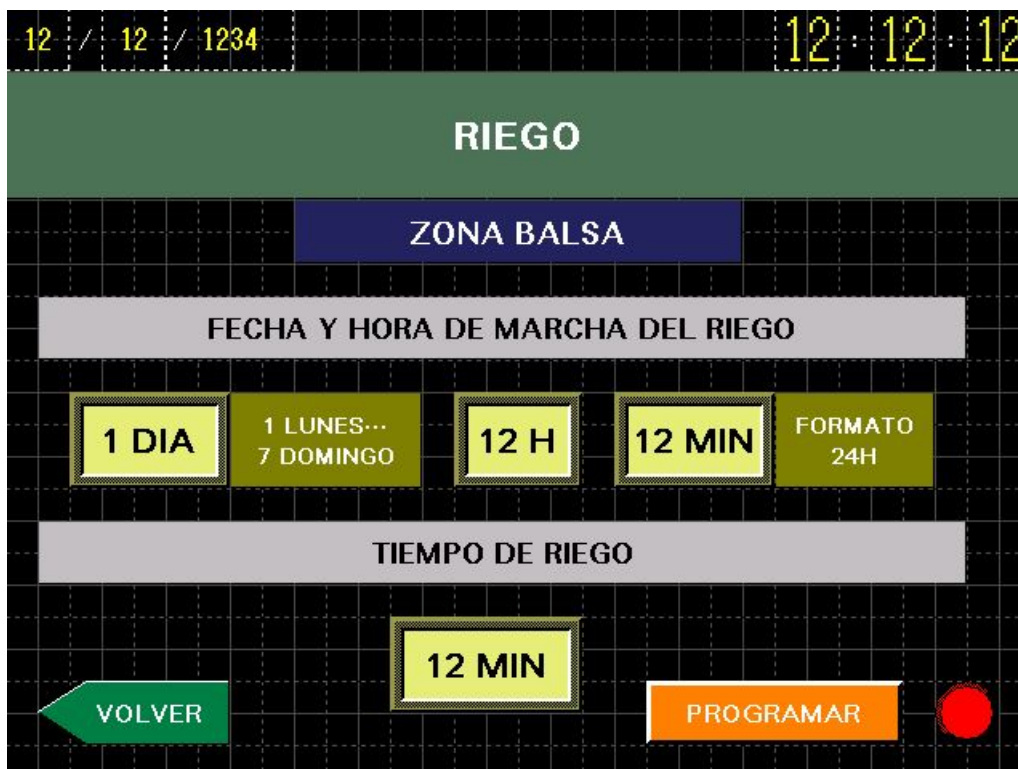 12 / 12 / 1234
12 : 12 : 12
RIEGO
ZONA BALSA
FECHA Y HORA DE MARCHA DEL RIEGO
1 DIA
1 LUNES...
7 DOMINGO
12 H
12 MIN
FORMATO
24H
TIEMPO DE RIEGO
12 MIN
VOLVER
PROGRAMAR